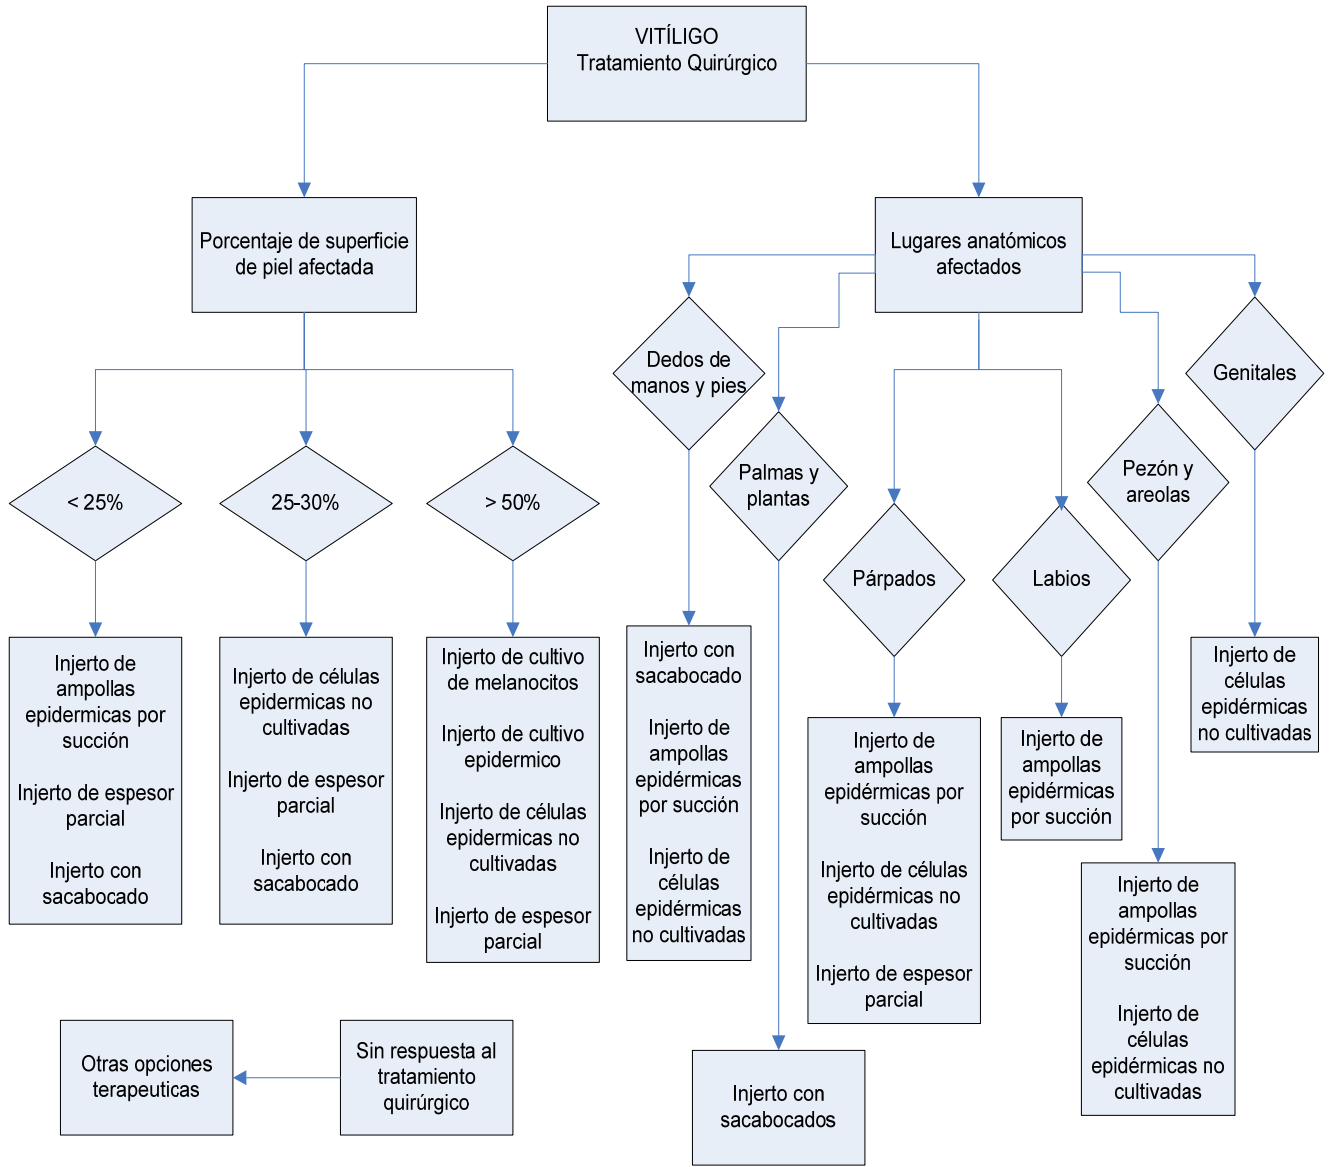 VITÍLIGO
Tratamiento Quirúrgico
Porcentaje de superficie
de piel afectada
Lugares anatómicos
afectados
< 25%
25-30%
> 50%
Dedos de
manos y pies
Palmas y
plantas
Párpados
Labios
Pezón y
areolas
Genitales
Injerto de
ampollas
epidermicas por
succión
Injerto de espesor
parcial
Injerto con
sacabocado
Injerto de células
epidermicas no
cultivadas
Injerto de espesor
parcial
Injerto con
sacabocado
Injerto de cultivo
de melanocitos
Injerto de cultivo
epidermico
Injerto de células
epidermicas no
cultivadas
Injerto de espesor
parcial
Injerto con
sacabocado
Injerto de
ampollas
epidérmicas
por succión
Injerto de
células
epidérmicas
no cultivadas
Injerto con
sacabocados
Injerto de
ampollas
epidérmicas por
succión
Injerto de células
epidérmicas no
cultivadas
Injerto de espesor
parcial
Injerto de
ampollas
epidérmicas
por succión
Injerto de
ampollas
epidérmicas por
succión
Injerto de
células
epidérmicas no
cultivadas
Injerto de
células
epidérmicas
no cultivadas
Otras opciones
terapeuticas
Sin respuesta al
tratamiento
quirúrgico